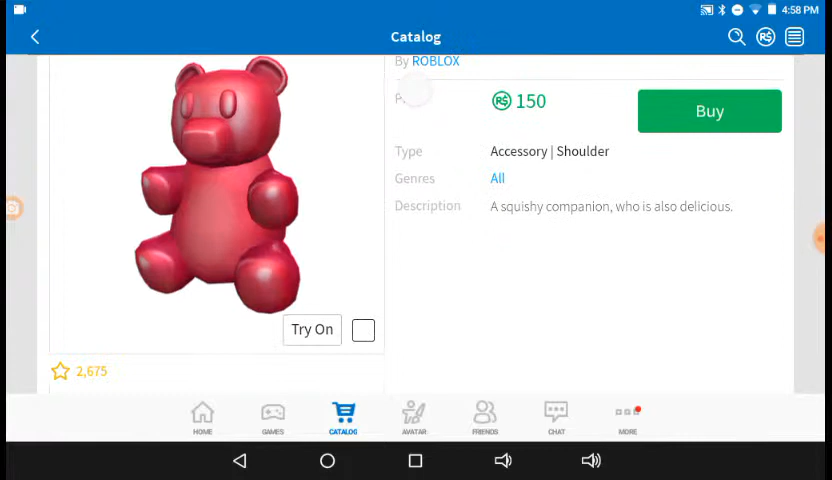 4:58 PM
Catalog
R$
By ROBLOX
R$ 150
Buy
Type Accessory | Shoulder
Genres All
Description A squishy companion, who is also delicious.
Try On
2,675
HOME GAMES CATALOG AVATAR FRIENDS CHAT MORE